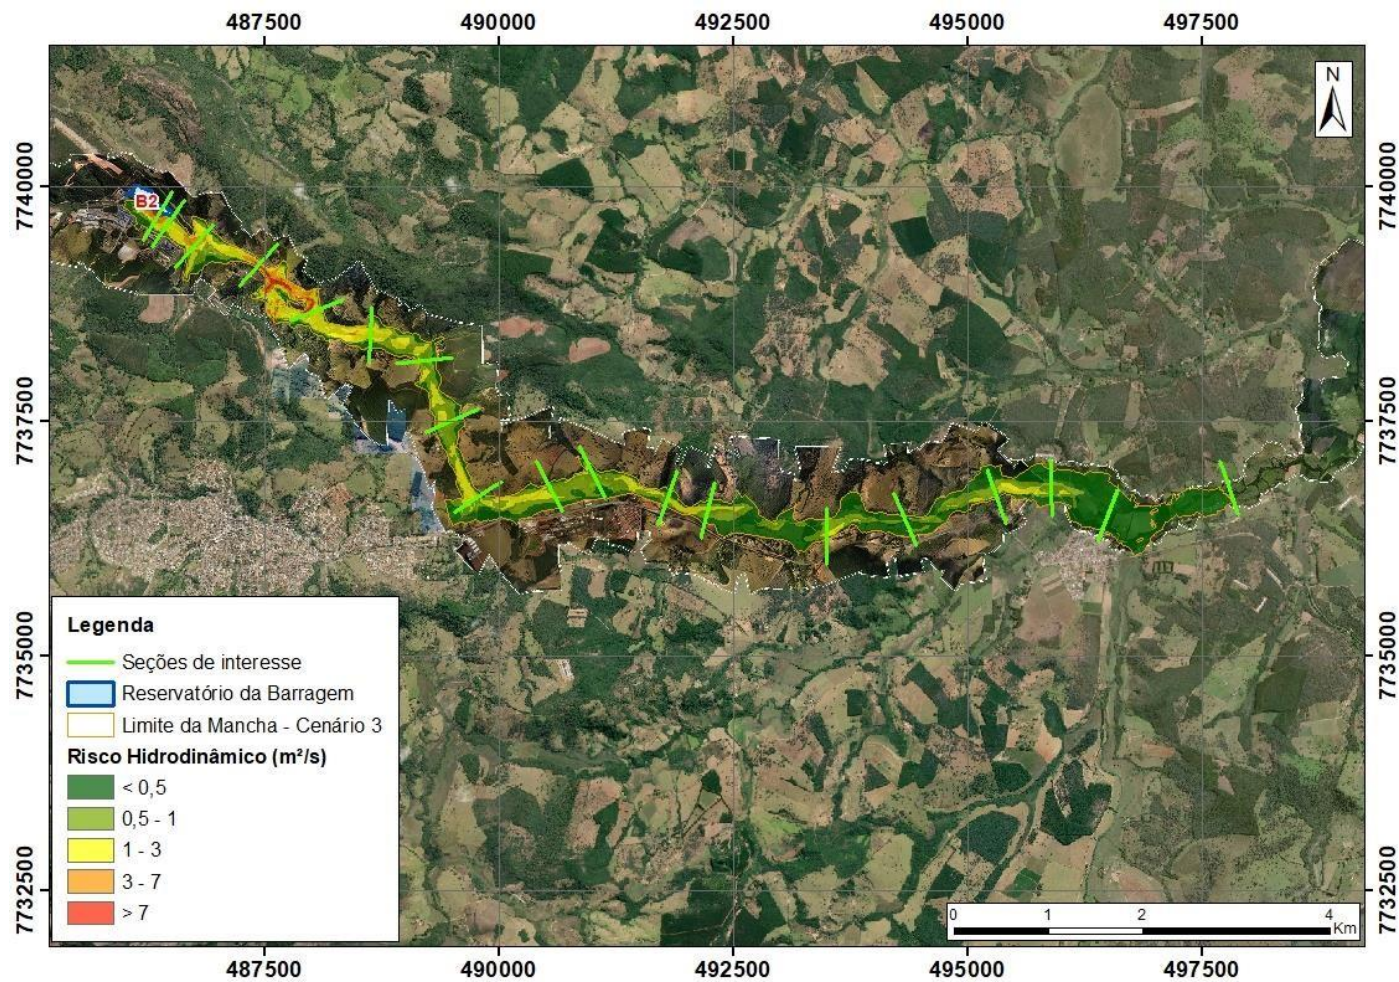 487500 490000 492500 495000 497500
N
7740000 7740000
B2
7737500 7737500
7735000 7735000
Legenda
Seções de interesse
Reservatório da Barragem
Limite da Mancha - Cenário 3
Risco Hidrodinâmico (m²/s)
< 0,5
0,5 - 1
1 - 3
3 - 7
> 7
7732500 7732500
0 1 2 4
Km
487500 490000 492500 495000 497500